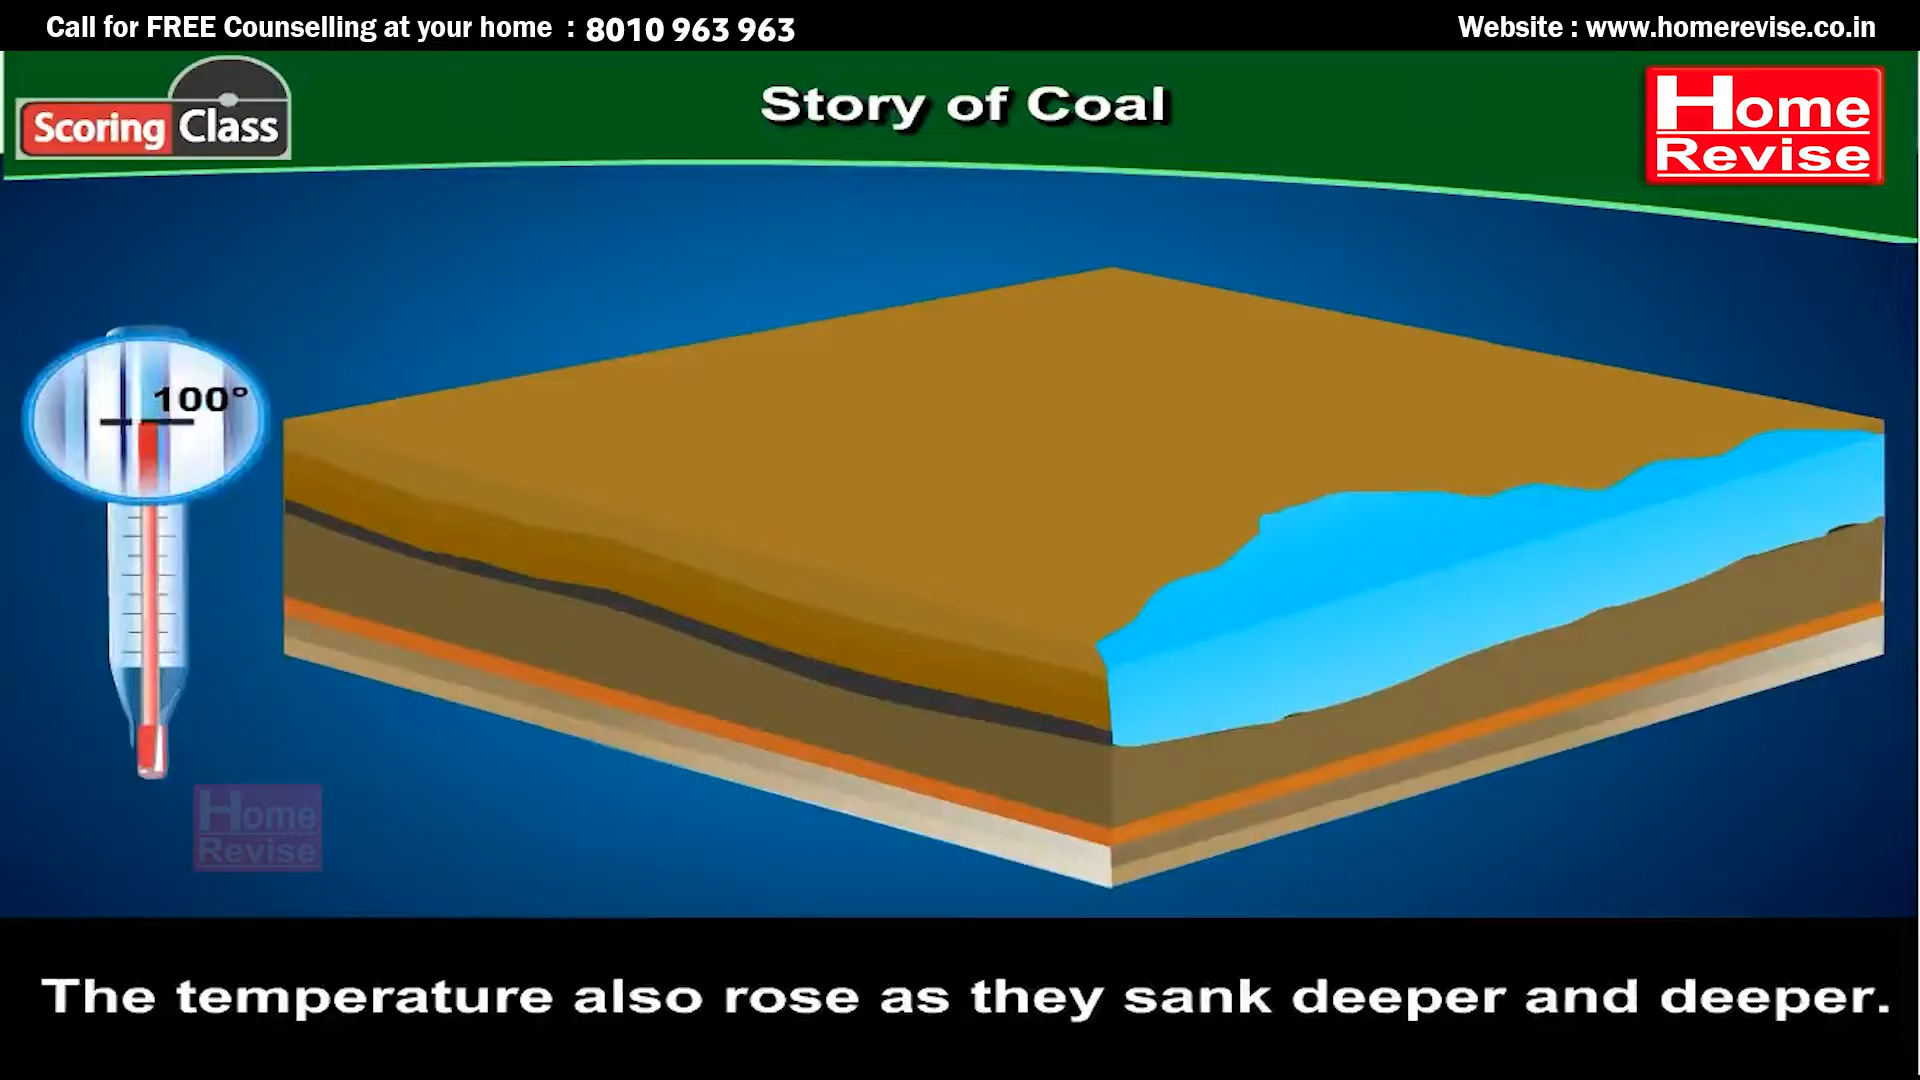 Call for FREE Counselling at your home : 8010 963 963
Website : www.homerevise.co.in
Scoring Class
Story of Coal
Home
Revise
100°
Home
Revise
The temperature also rose as they sank deeper and deeper.